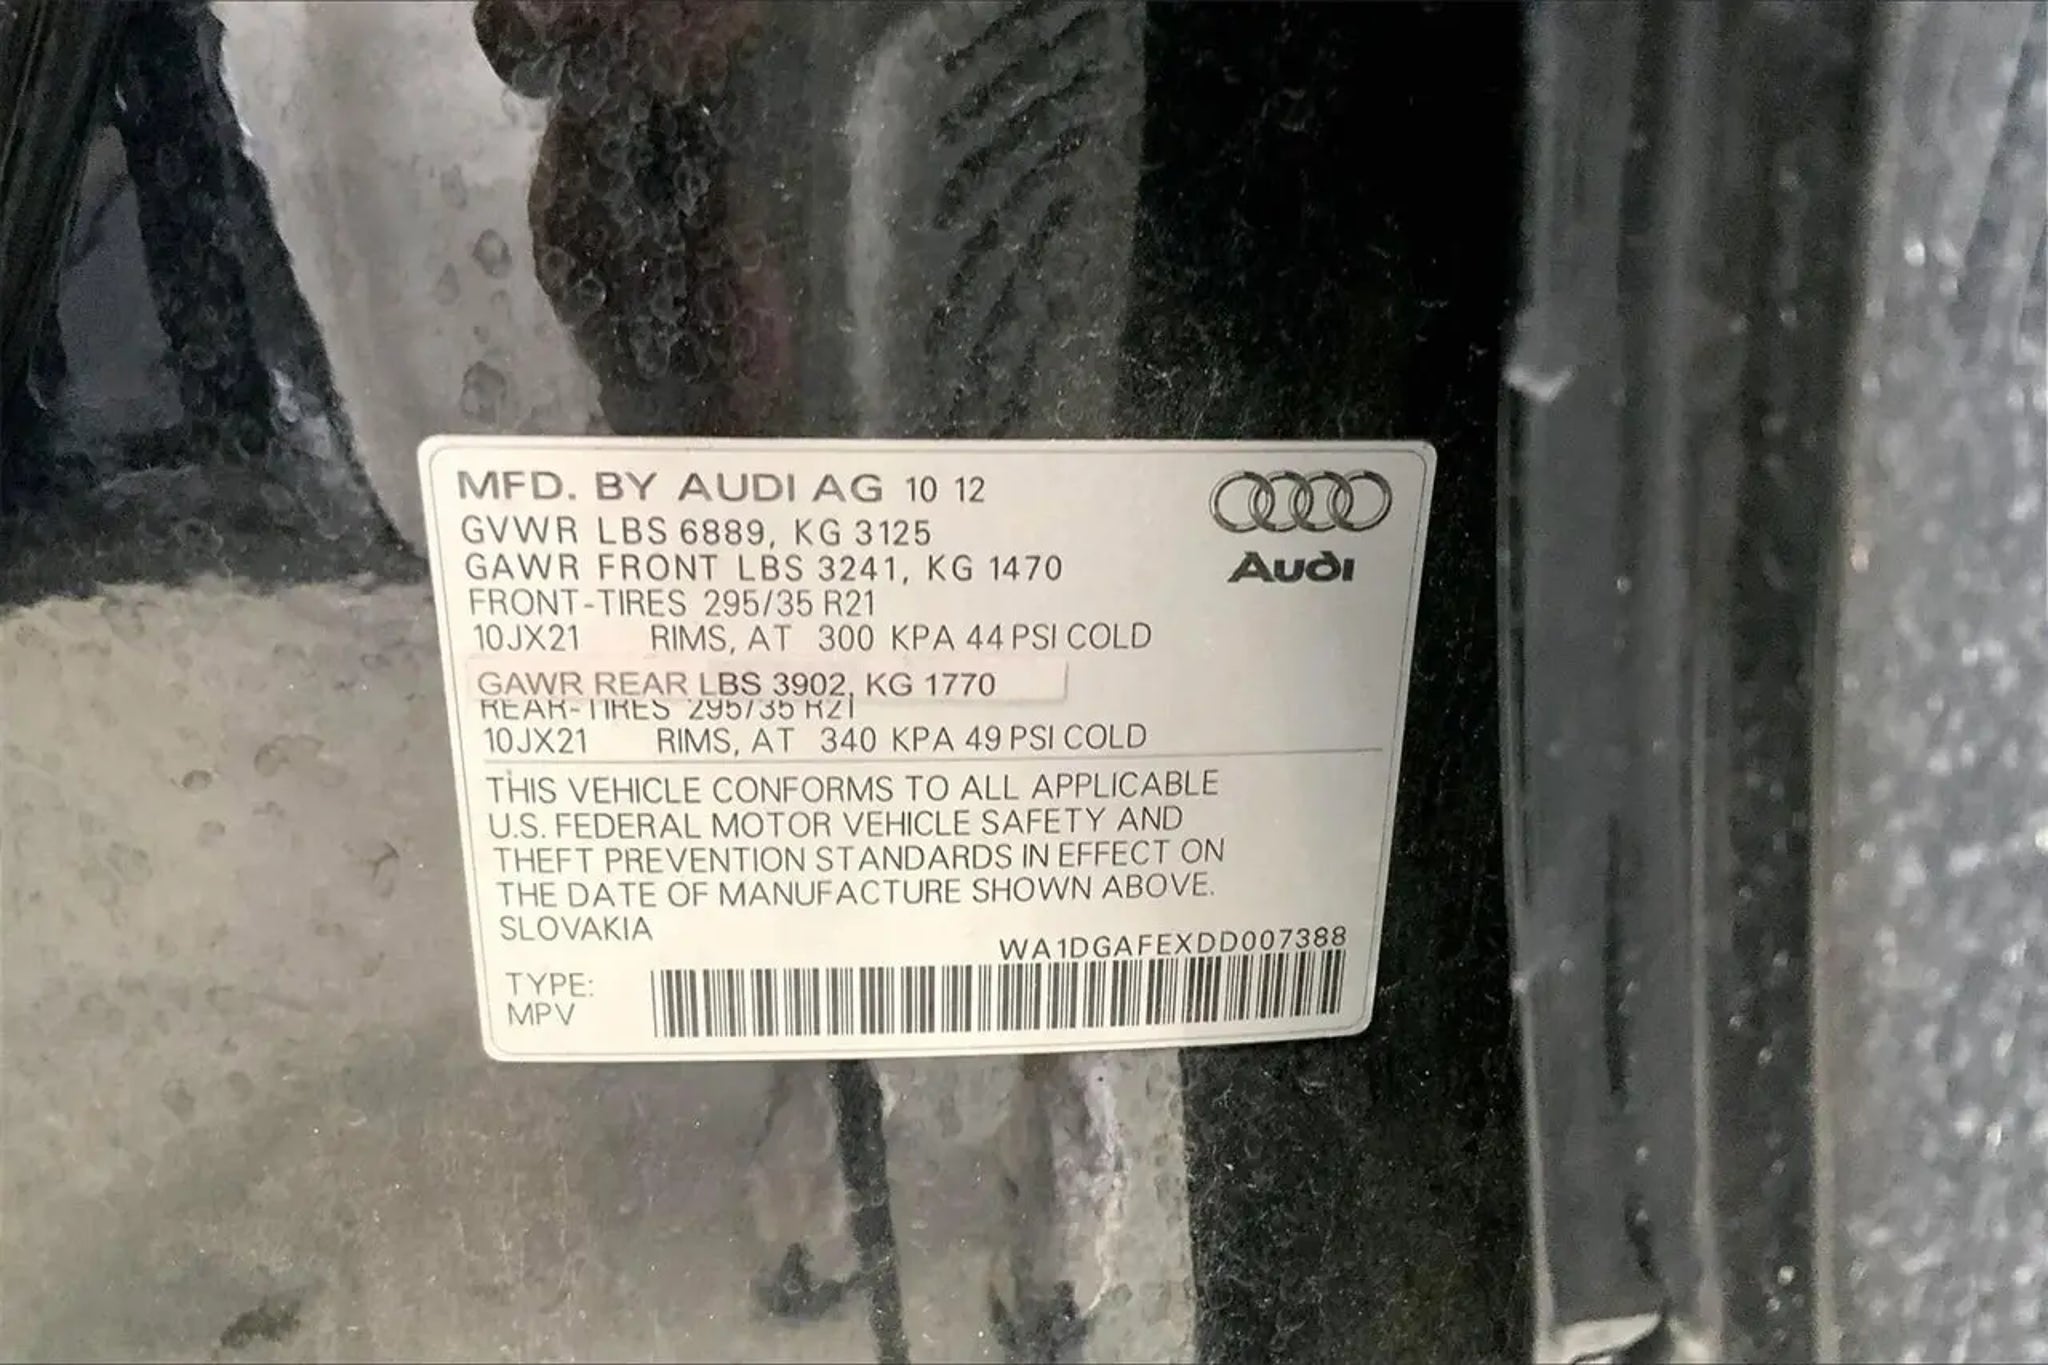 MFD. BY AUDI AG 10 12
GVWR LBS 6889, KG 3125
GAWR FRONT LBS 3241, KG 1470
FRONT-TIRES 295/35 R21
10JX21 RIMS, AT 300 KPA 44 PSI COLD
GAWR REAR LBS 3902, KG 1770
REAR-TIRES 295/35 R21
10JX21 RIMS, AT 340 KPA 49 PSI COLD
Audi
THIS VEHICLE CONFORMS TO ALL APPLICABLE
U.S. FEDERAL MOTOR VEHICLE SAFETY AND
THEFT PREVENTION STANDARDS IN EFFECT ON
THE DATE OF MANUFACTURE SHOWN ABOVE.
SLOVAKIA
WA1DGAFEXDD007388
TYPE:
MPV